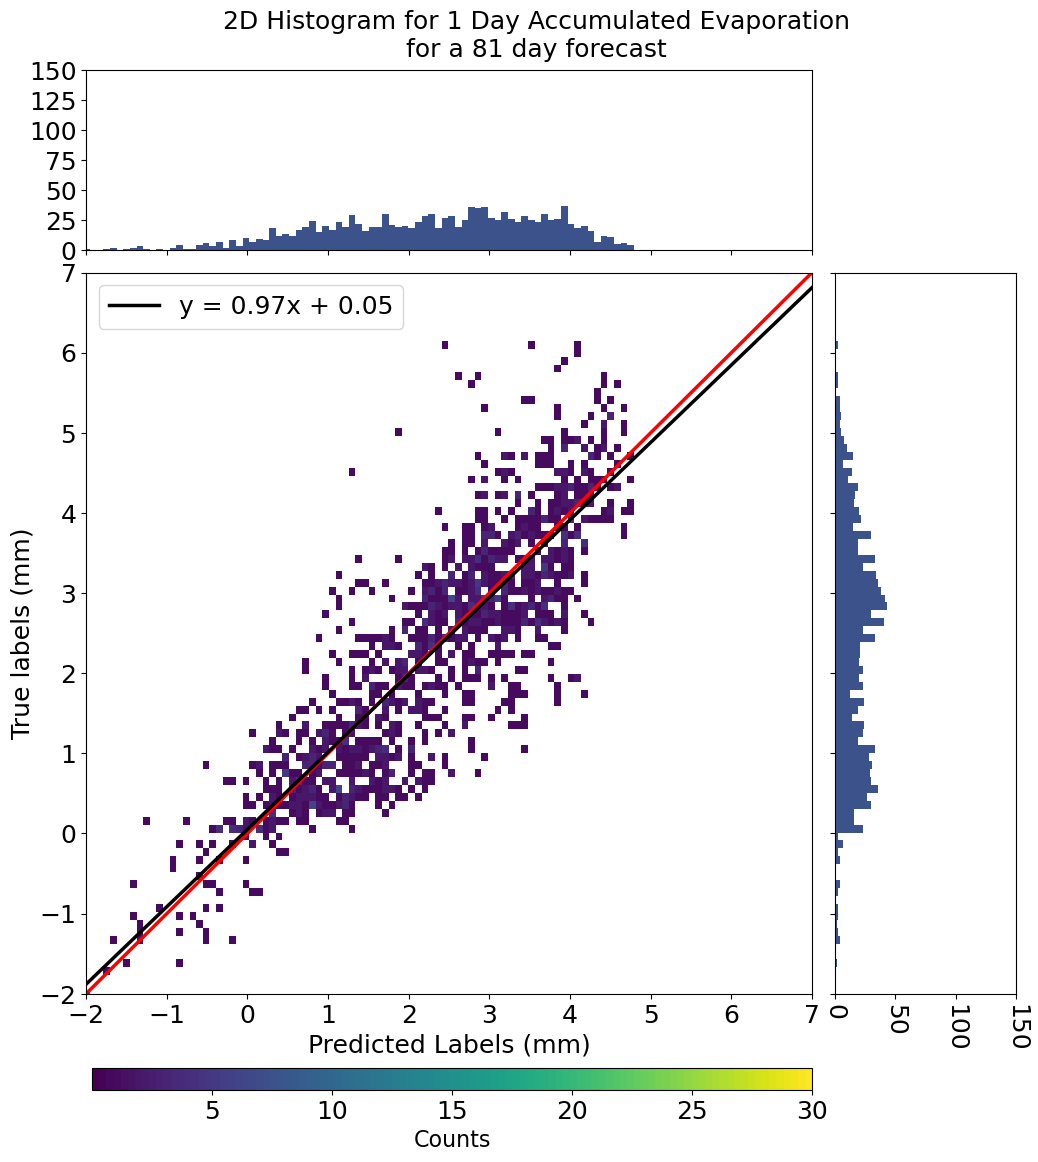 2D Histogram for 1 Day Accumulated Evaporation
for a 81 day forecast
150
125
100
75
50
25
0
7
6
5
4
3
2
1
0
−1
−2
True labels (mm)
y = 0.97x + 0.05
−2 −1 0 1 2 3 4 5 6 7
Predicted Labels (mm)
0 50 100 150
5 10 15 20 25 30
Counts